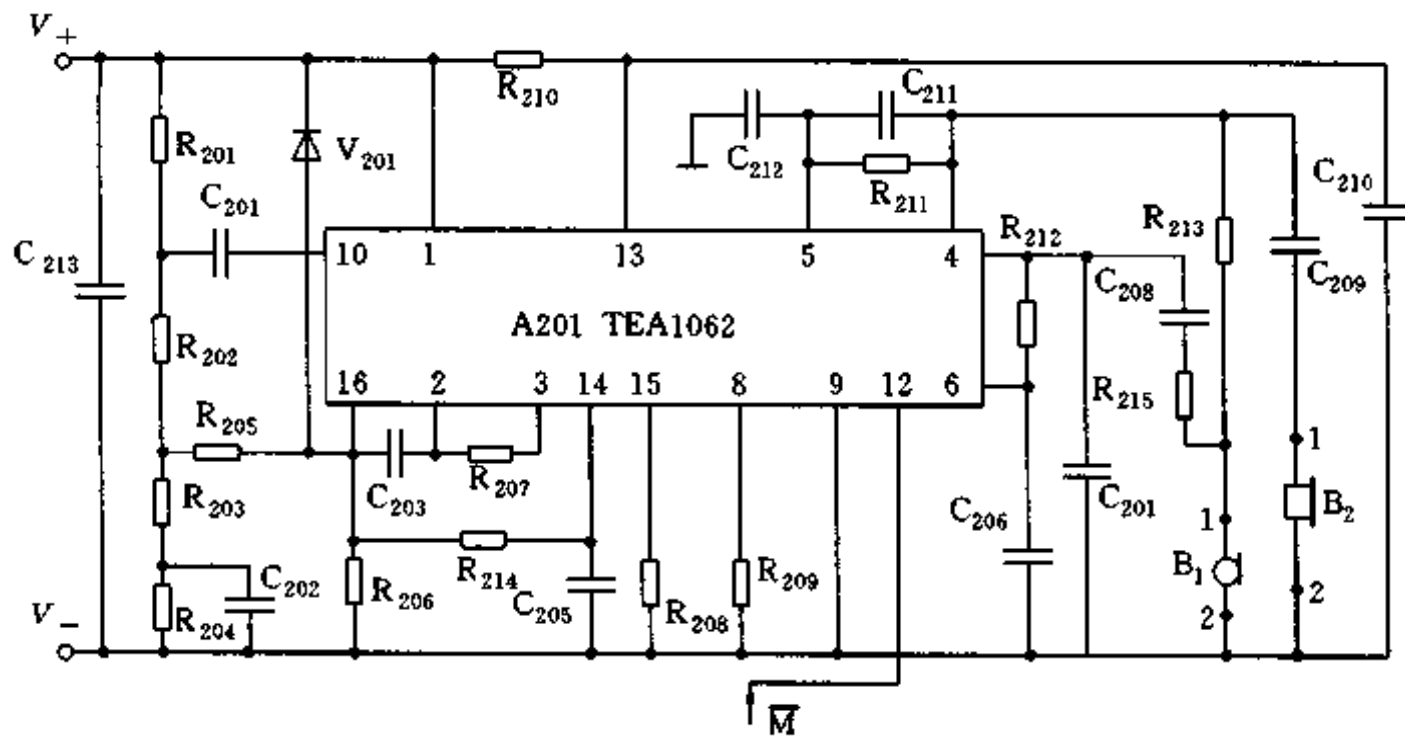 V+
R210
C211
R201
V201
C212
R211
C210
C201
R212
R213
C213
10 1 13 5 4
C208
C209
A201 TEA1062
R202
16 2 3 14 15 8 9 12 6
R215
R205
1
C203
R207
R203
C206
C201
1
B2
R214
R209
B1
C202
R206
C205
R208
2
2
V−
R204
M̅